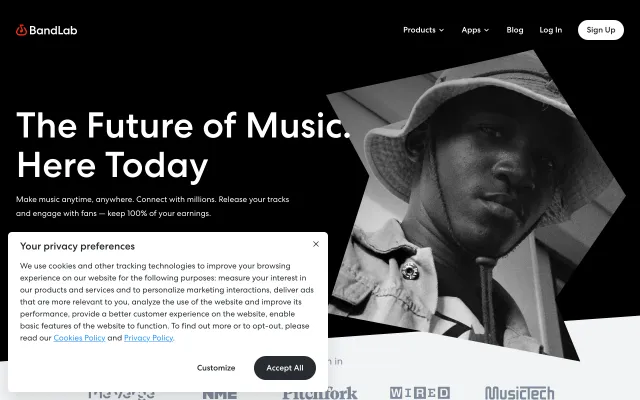 BandLab
Products
Apps
Blog
Log In
Sign Up
The Future of Music.
Here Today
Make music anytime, anywhere. Connect with millions. Release your tracks
and engage with fans — keep 100% of your earnings.
Your privacy preferences
We use cookies and other tracking technologies to improve your browsing
experience on our website for the following purposes: measure your interest in
our products and services and to personalize marketing interactions, deliver ads
that are more relevant to you, analyze the use of the website and improve its
performance, provide a better customer experience on the website, enable
basic features of the website to function. To find out more or to opt-out, please
read our Cookies Policy and Privacy Policy.
Customize
Accept All
in
NME
Pitchfork
WIRED
MusicTech